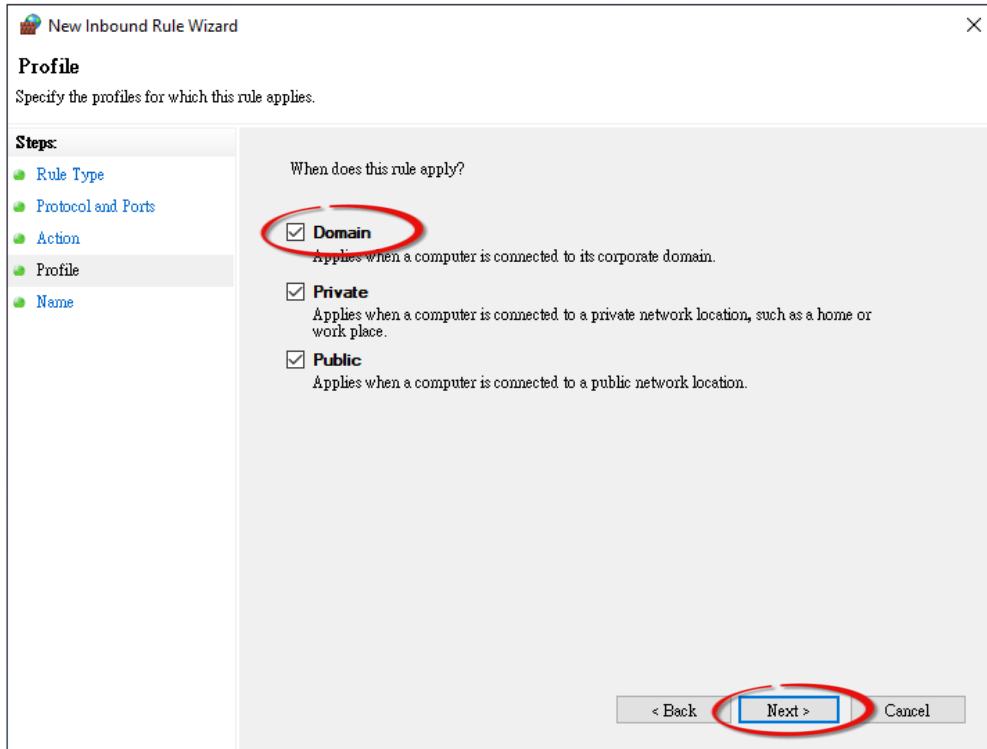 New Inbound Rule Wizard
Profile
Specify the profiles for which this rule applies.
Steps:
Rule Type
Protocol and Ports
Action
Profile
Name
When does this rule apply?
Domain
Applies when a computer is connected to its corporate domain.
Private
Applies when a computer is connected to a private network location, such as a home or
work place.
Public
Applies when a computer is connected to a public network location.
< Back
Next >
Cancel